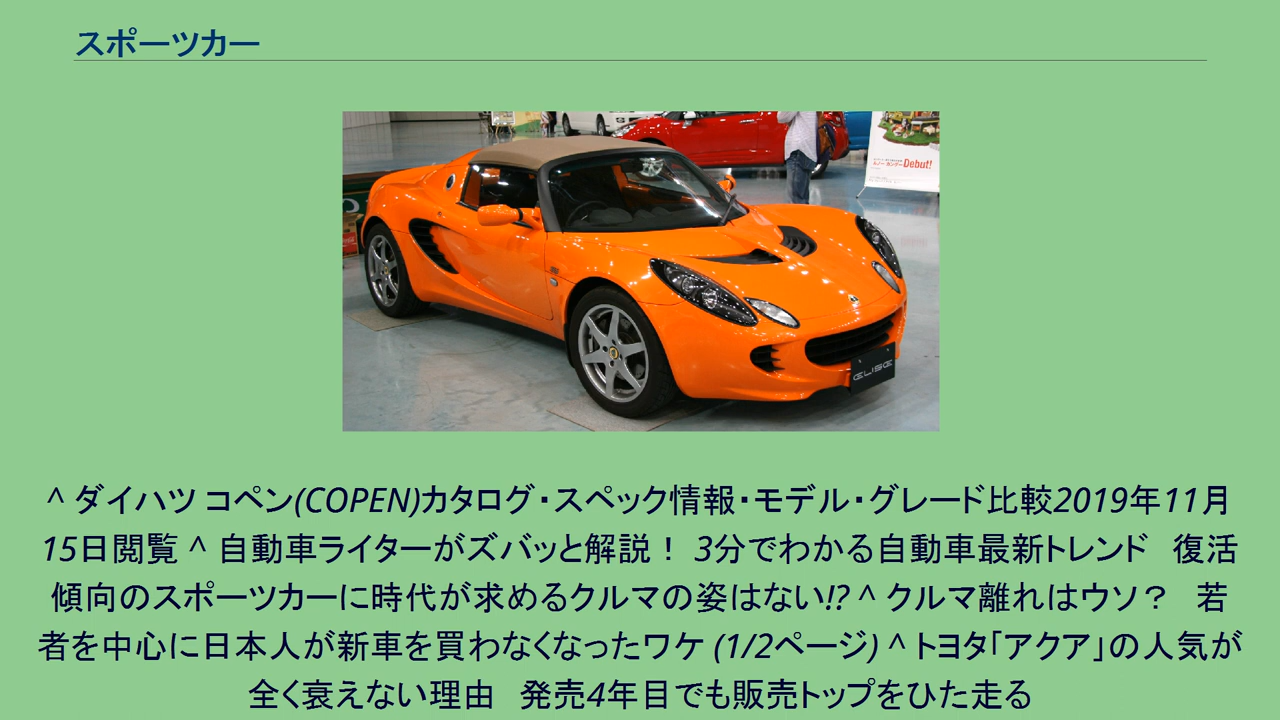 スポーツカー
Debut!
ELISE
^ ダイハツ コペン(COPEN)カタログ・スペック情報・モデル・グレード比較2019年11月
15日閲覧 ^ 自動車ライターがズバッと解説！ 3分でわかる自動車最新トレンド　復活
傾向のスポーツカーに時代が求めるクルマの姿はない!? ^ クルマ離れはウソ？　若
者を中心に日本人が新車を買わなくなったワケ (1/2ページ) ^ トヨタ「アクア」の人気が
全く衰えない理由　発売4年目でも販売トップをひた走る